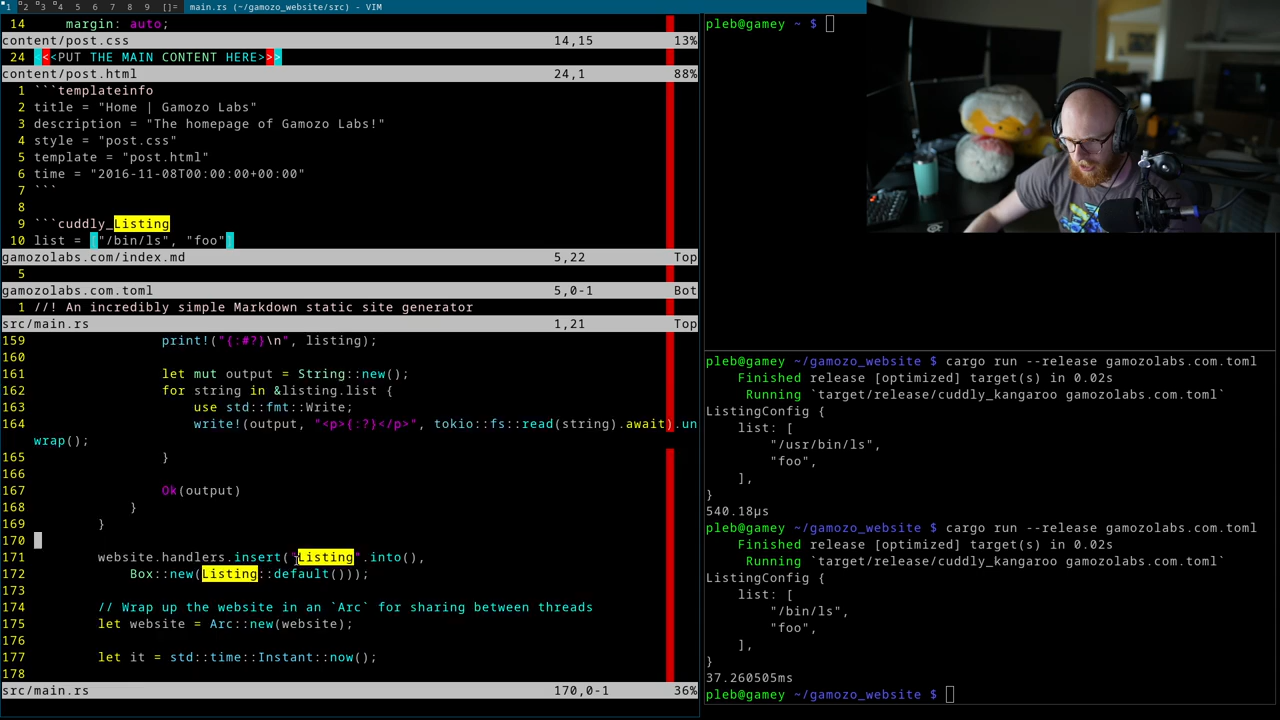 1 2 3 4 5 6 7 8 9 []= main.rs (~/gamozo_website/src) - VIM
14     margin: auto;
content/post.css 14,15 13%
24 <<<PUT THE MAIN CONTENT HERE>>>
content/post.html 24,1 88%
1 ```templateinfo
2 title = "Home | Gamozo Labs"
3 description = "The homepage of Gamozo Labs!"
4 style = "post.css"
5 template = "post.html"
6 time = "2016-11-08T00:00:00+00:00"
7 ```
8
9 ```cuddly_Listing
10 list = ["/bin/ls", "foo"]
gamozolabs.com/index.md 5,22 Top
5
gamozolabs.com.toml 5,0-1 Bot
1 //! An incredibly simple Markdown static site generator
src/main.rs 1,21 Top
159                 print!("{:#?}\n", listing);
160
161                 let mut output = String::new();
162                 for string in &listing.list {
163                     use std::fmt::Write;
164                     write!(output, "<p>{:?}</p>", tokio::fs::read(string).await).un
wrap();
165                 }
166
167                 Ok(output)
168             }
169         }
170
171         website.handlers.insert("Listing".into(),
172             Box::new(Listing::default()));
173
174         // Wrap up the website in an `Arc` for sharing between threads
175         let website = Arc::new(website);
176
177         let it = std::time::Instant::now();
178
src/main.rs 170,0-1 36%
pleb@gamey ~ $
pleb@gamey ~/gamozo_website $ cargo run --release gamozolabs.com.toml
    Finished release [optimized] target(s) in 0.02s
     Running `target/release/cuddly_kangaroo gamozolabs.com.toml`
ListingConfig {
    list: [
        "/usr/bin/ls",
        "foo",
    ],
}
540.18µs
pleb@gamey ~/gamozo_website $ cargo run --release gamozolabs.com.toml
    Finished release [optimized] target(s) in 0.02s
     Running `target/release/cuddly_kangaroo gamozolabs.com.toml`
ListingConfig {
    list: [
        "/bin/ls",
        "foo",
    ],
}
37.260505ms
pleb@gamey ~/gamozo_website $